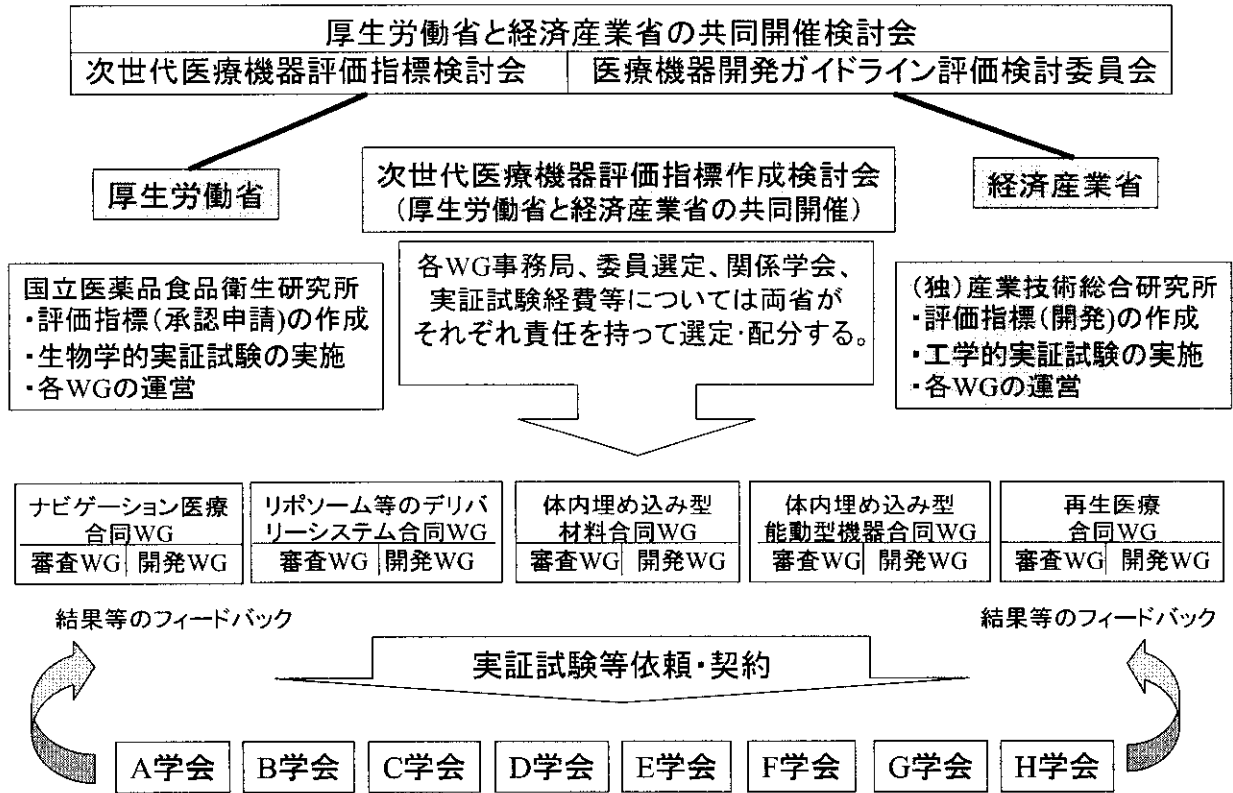 厚生労働省と経済産業省の共同開催検討会
次世代医療機器評価指標検討会
医療機器開発ガイドライン評価検討委員会
厚生労働省
次世代医療機器評価指標作成検討会
(厚生労働省と経済産業省の共同開催)
経済産業省
国立医薬品食品衛生研究所
・評価指標(承認申請)の作成
・生物学的実証試験の実施
・各WGの運営
各WG事務局、委員選定、関係学会、
実証試験経費等については両省が
それぞれ責任を持って選定・配分する。
(独)産業技術総合研究所
・評価指標(開発)の作成
・工学的実証試験の実施
・各WGの運営
ナビゲーション医療
合同WG
審査WG 開発WG
リポソーム等のデリバ
リーシステム合同WG
審査WG 開発WG
体内埋め込み型
材料合同WG
審査WG 開発WG
体内埋め込み型
能動型機器合同WG
審査WG 開発WG
再生医療
合同WG
審査WG 開発WG
結果等のフィードバック
結果等のフィードバック
実証試験等依頼・契約
A学会
B学会
C学会
D学会
E学会
F学会
G学会
H学会